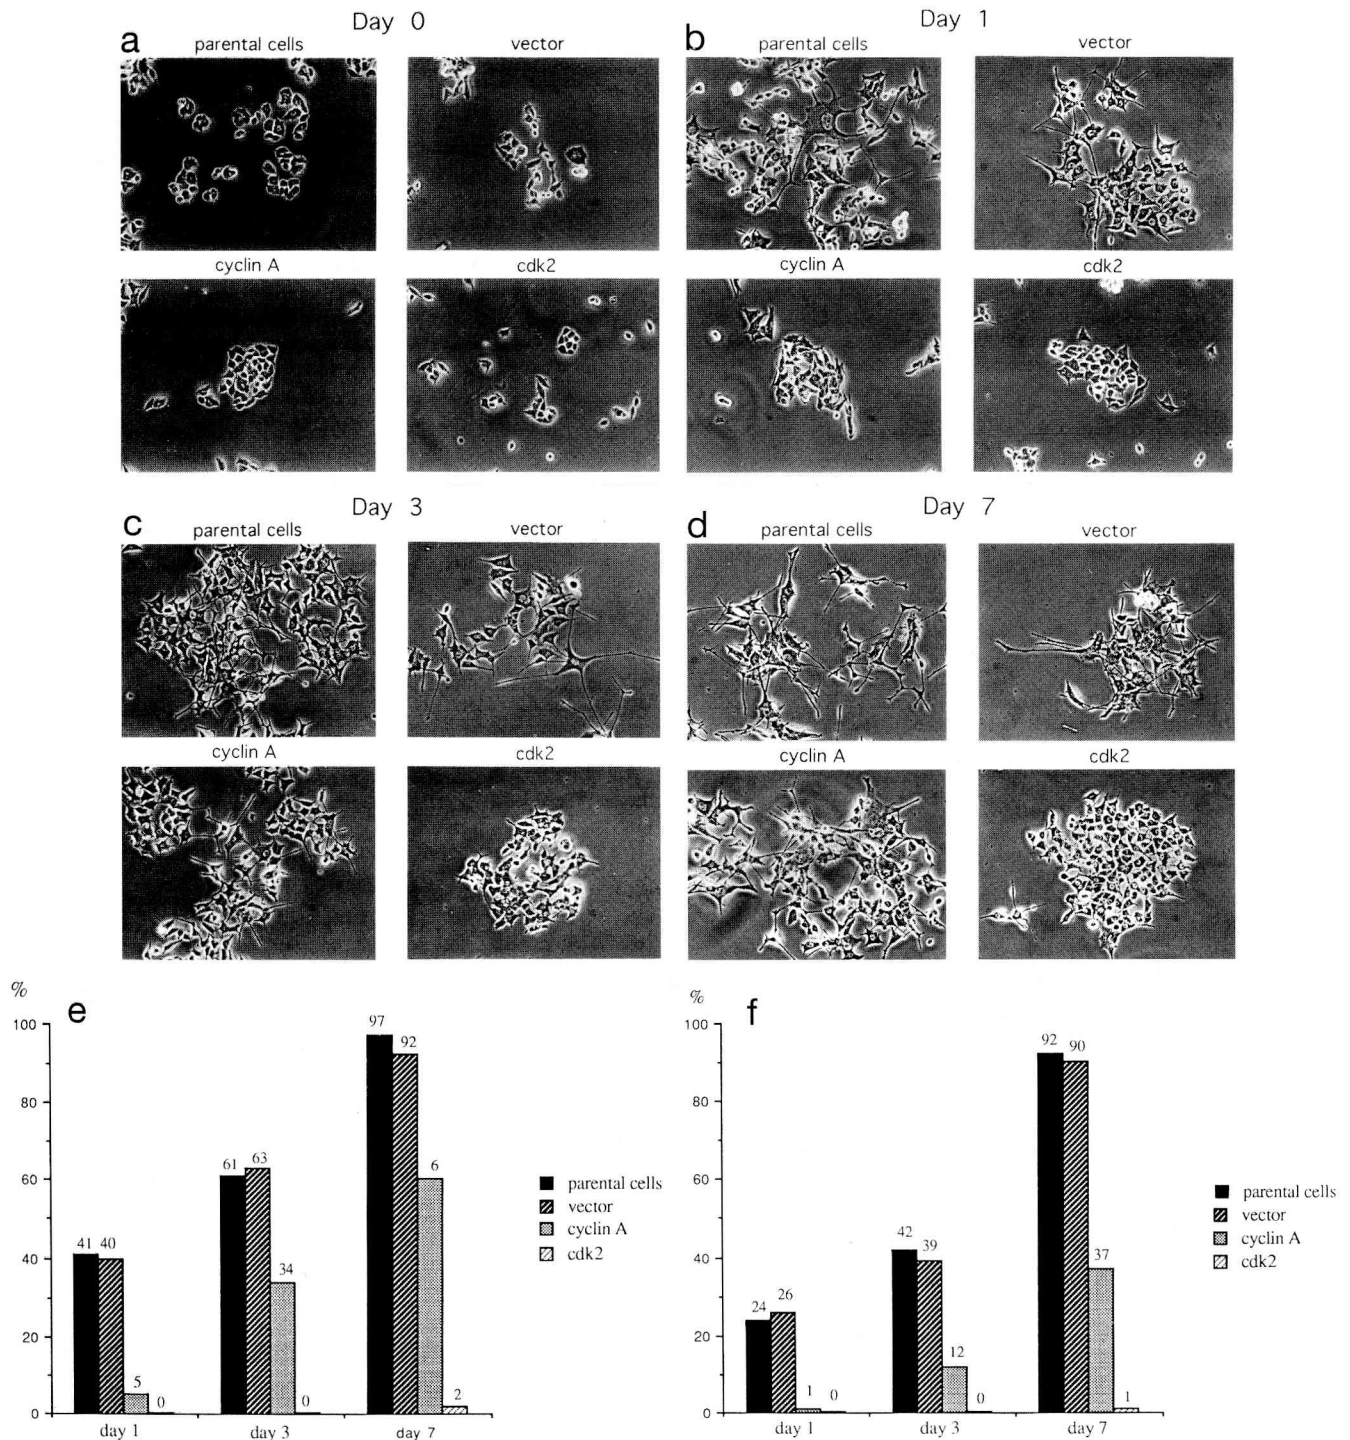 Day 0
a
parental cells
vector
cyclin A
cdk2
Day 1
b
parental cells
vector
cyclin A
cdk2
Day 3
c
parental cells
vector
cyclin A
cdk2
Day 7
d
parental cells
vector
cyclin A
cdk2
%
e
100
80
60
40
20
0
41 40 5 0
61 63 34 0
97 92 6 2
day 1 day 3 day 7
parental cells
vector
cyclin A
cdk2
%
f
100
80
60
40
20
0
24 26 1 0
42 39 12 0
92 90 37 1
day 1 day 3 day 7
parental cells
vector
cyclin A
cdk2